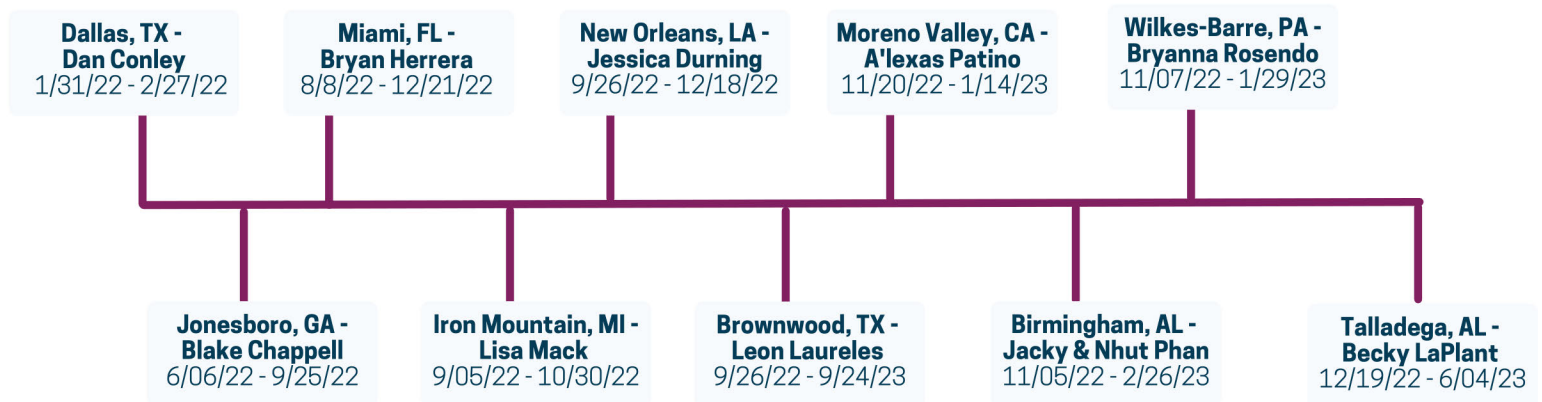 Dallas, TX -
Dan Conley
1/31/22 - 2/27/22
Miami, FL -
Bryan Herrera
8/8/22 - 12/21/22
New Orleans, LA -
Jessica Durning
9/26/22 - 12/18/22
Moreno Valley, CA -
A'lexas Patino
11/20/22 - 1/14/23
Wilkes-Barre, PA -
Bryanna Rosendo
11/07/22 - 1/29/23
Jonesboro, GA -
Blake Chappell
6/06/22 - 9/25/22
Iron Mountain, MI -
Lisa Mack
9/05/22 - 10/30/22
Brownwood, TX -
Leon Laureles
9/26/22 - 9/24/23
Birmingham, AL -
Jacky & Nhut Phan
11/05/22 - 2/26/23
Talladega, AL -
Becky LaPlant
12/19/22 - 6/04/23